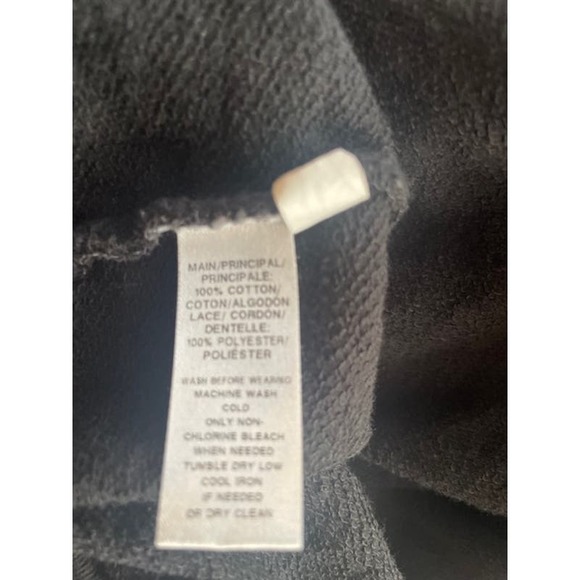 MAIN/PRINCIPAL/
PRINCIPALE:
100% COTTON/
COTON/ALGODÓN
LACE/ CORDÓN/
DENTELLE:
100% POLYESTER/
POLIÉSTER
WASH BEFORE WEARING
MACHINE WASH
COLD
ONLY NON-
CHLORINE BLEACH
WHEN NEEDED
TUMBLE DRY LOW
COOL IRON
IF NEEDED
OR DRY CLEAN